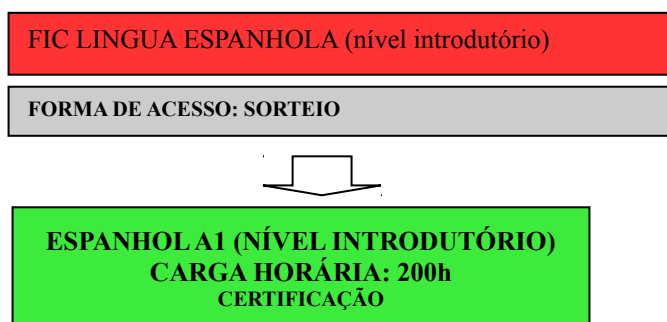 FIC LINGUA ESPANHOLA (nível introdutório)
FORMA DE ACESSO: SORTEIO
ESPANHOL A1 (NÍVEL INTRODUTÓRIO)
CARGA HORÁRIA: 200h
CERTIFICAÇÃO